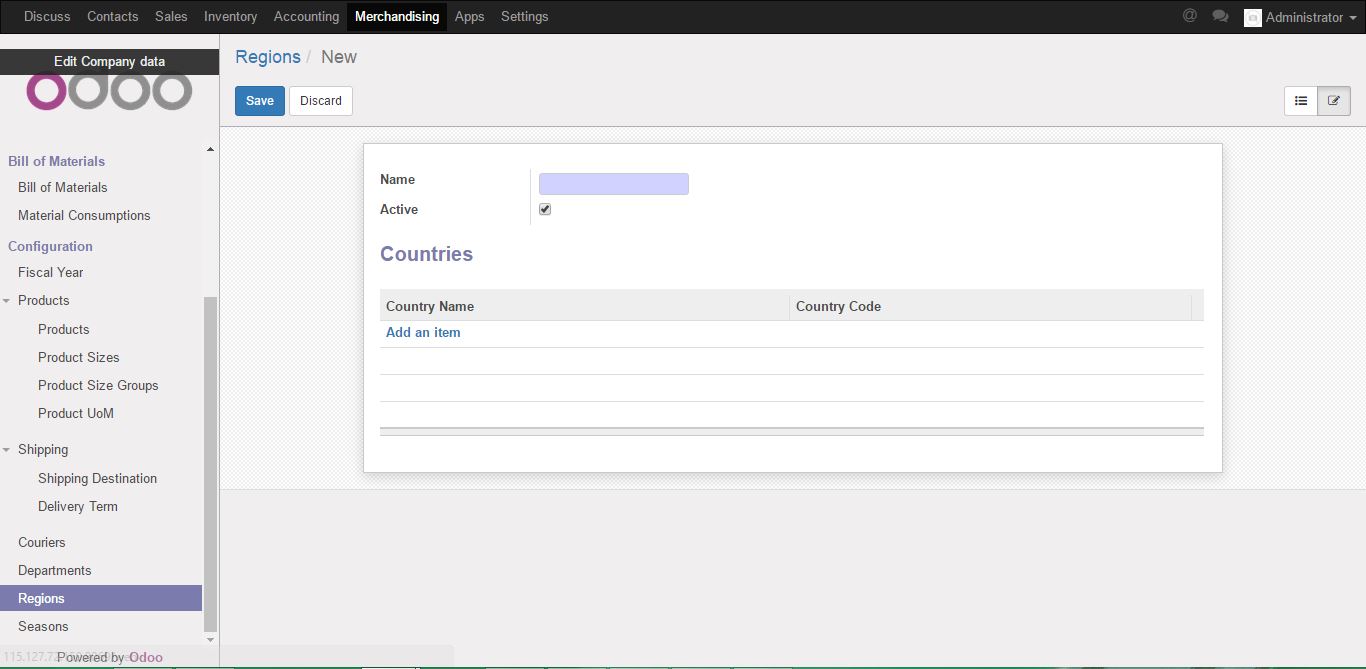 Discuss Contacts Sales Inventory Accounting Merchandising Apps Settings @ Administrator
Edit Company data
odoo
Regions / New
Save Discard
Bill of Materials
Bill of Materials
Material Consumptions
Configuration
Fiscal Year
Products
Products
Product Sizes
Product Size Groups
Product UoM
Shipping
Shipping Destination
Delivery Term
Couriers
Departments
Regions
Seasons
Powered by Odoo
Name
Active
Countries
Country Name Country Code
Add an item